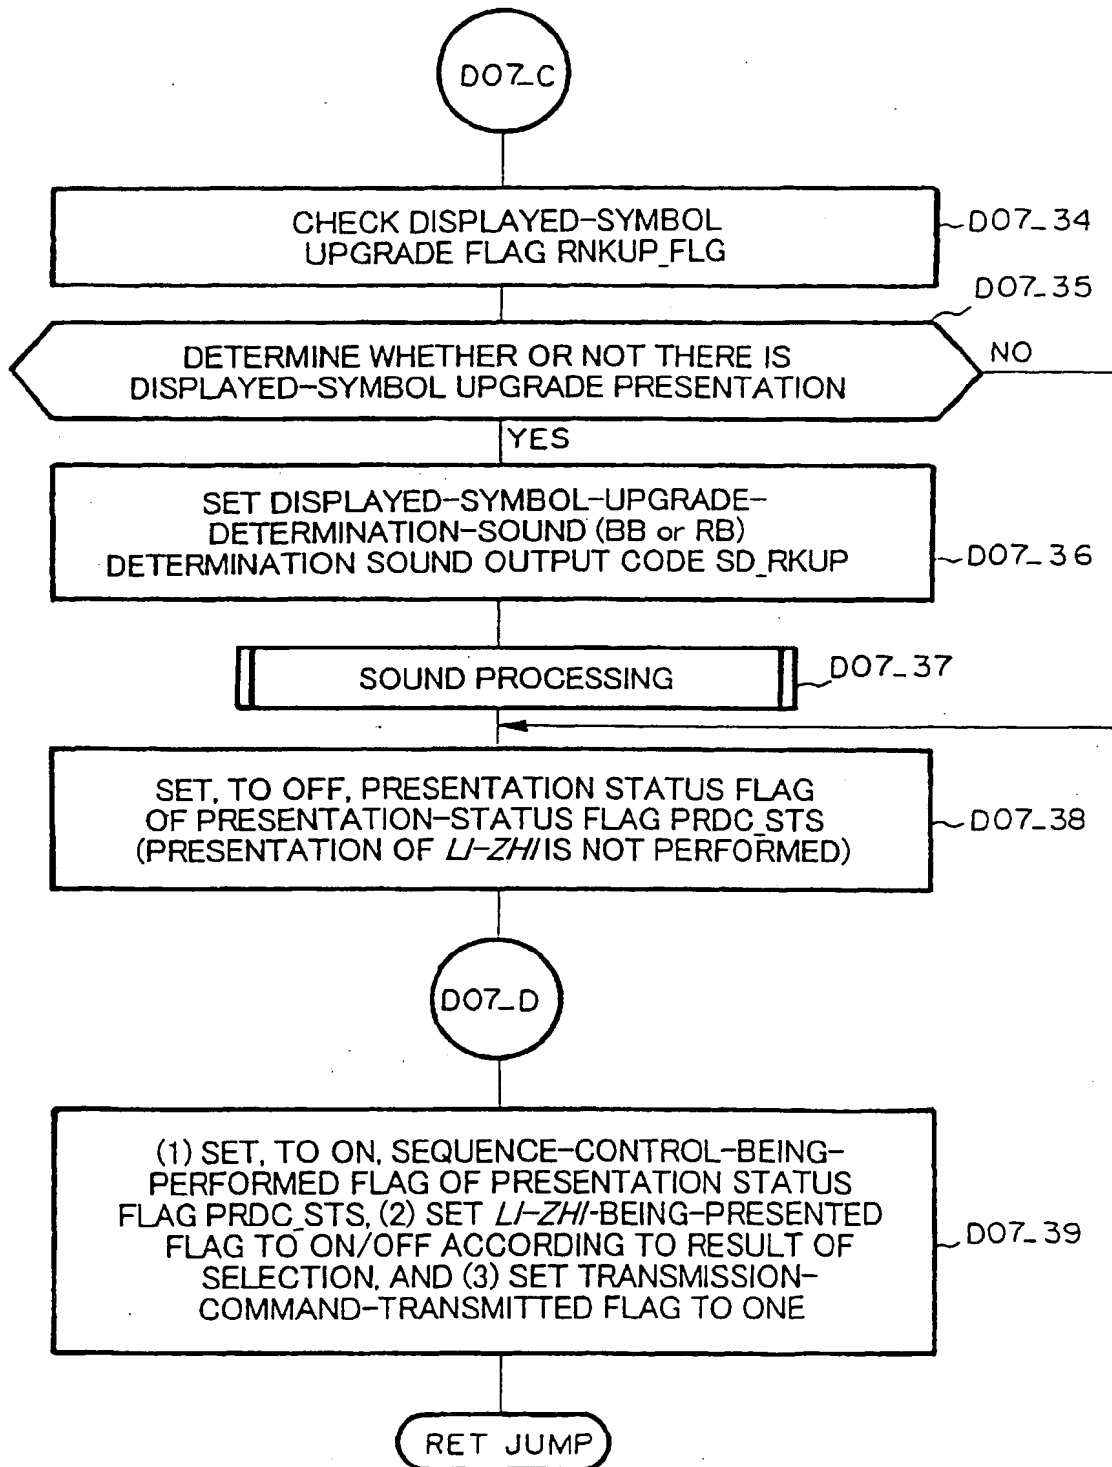 D07_C
CHECK DISPLAYED-SYMBOL
UPGRADE FLAG RNKUP_FLG
D07_34
D07_35
DETERMINE WHETHER OR NOT THERE IS
DISPLAYED-SYMBOL UPGRADE PRESENTATION
NO
YES
SET DISPLAYED-SYMBOL-UPGRADE-
DETERMINATION-SOUND (BB or RB)
DETERMINATION SOUND OUTPUT CODE SD_RKUP
D07_36
SOUND PROCESSING
D07_37
SET, TO OFF, PRESENTATION STATUS FLAG
OF PRESENTATION-STATUS FLAG PRDC_STS
(PRESENTATION OF LI-ZHI IS NOT PERFORMED)
D07_38
D07_D
(1) SET, TO ON, SEQUENCE-CONTROL-BEING-
PERFORMED FLAG OF PRESENTATION STATUS
FLAG PRDC_STS, (2) SET LI-ZHI-BEING-PRESENTED
FLAG TO ON/OFF ACCORDING TO RESULT OF
SELECTION, AND (3) SET TRANSMISSION-
COMMAND-TRANSMITTED FLAG TO ONE
D07_39
RET JUMP